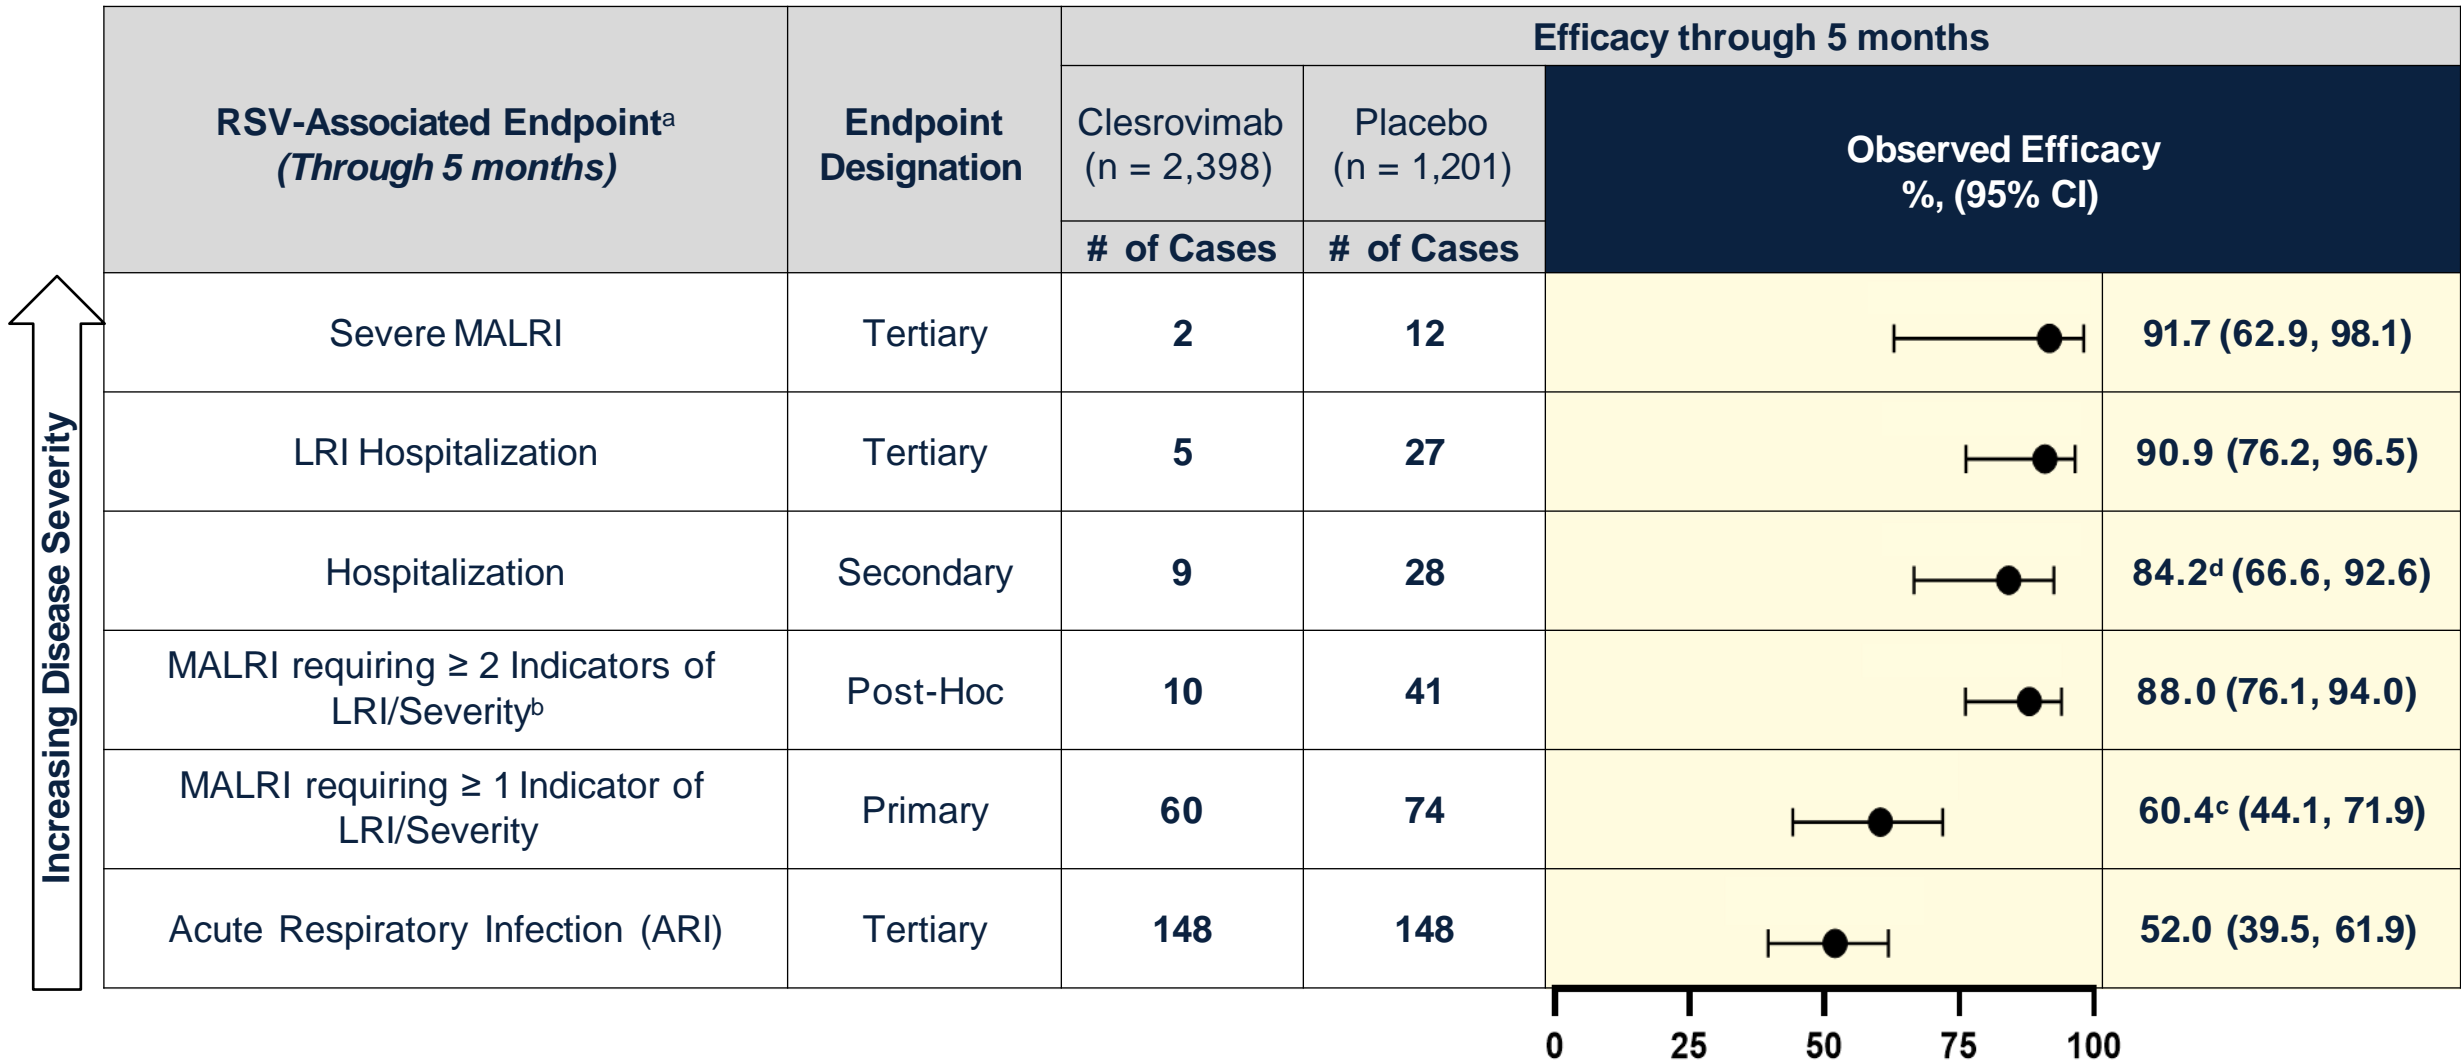 Efficacy through 5 months
RSV-Associated Endpointᵃ
(Through 5 months)
Endpoint
Designation
Clesrovimab
(n = 2,398)
Placebo
(n = 1,201)
Observed Efficacy
%, (95% CI)
# of Cases
# of Cases
Increasing Disease Severity
Severe MALRI
Tertiary
2
12
91.7 (62.9, 98.1)
LRI Hospitalization
Tertiary
5
27
90.9 (76.2, 96.5)
Hospitalization
Secondary
9
28
84.2ᵈ (66.6, 92.6)
MALRI requiring ≥ 2 Indicators of
LRI/Severityᵇ
Post-Hoc
10
41
88.0 (76.1, 94.0)
MALRI requiring ≥ 1 Indicator of
LRI/Severity
Primary
60
74
60.4ᶜ (44.1, 71.9)
Acute Respiratory Infection (ARI)
Tertiary
148
148
52.0 (39.5, 61.9)
0 25 50 75 100